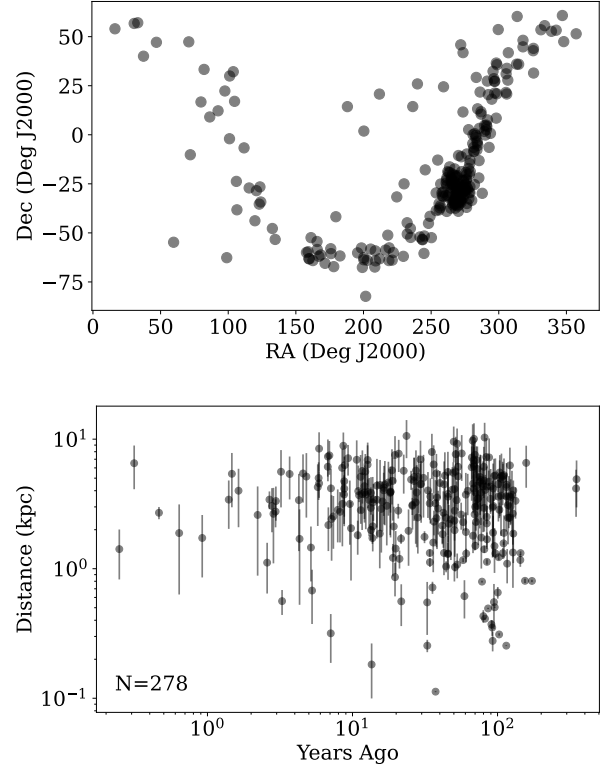 50
25
0
−25
−50
−75
Dec (Deg J2000)
0 50 100 150 200 250 300 350
RA (Deg J2000)
10¹
10⁰
10⁻¹
Distance (kpc)
N=278
10⁰ 10¹ 10²
Years Ago